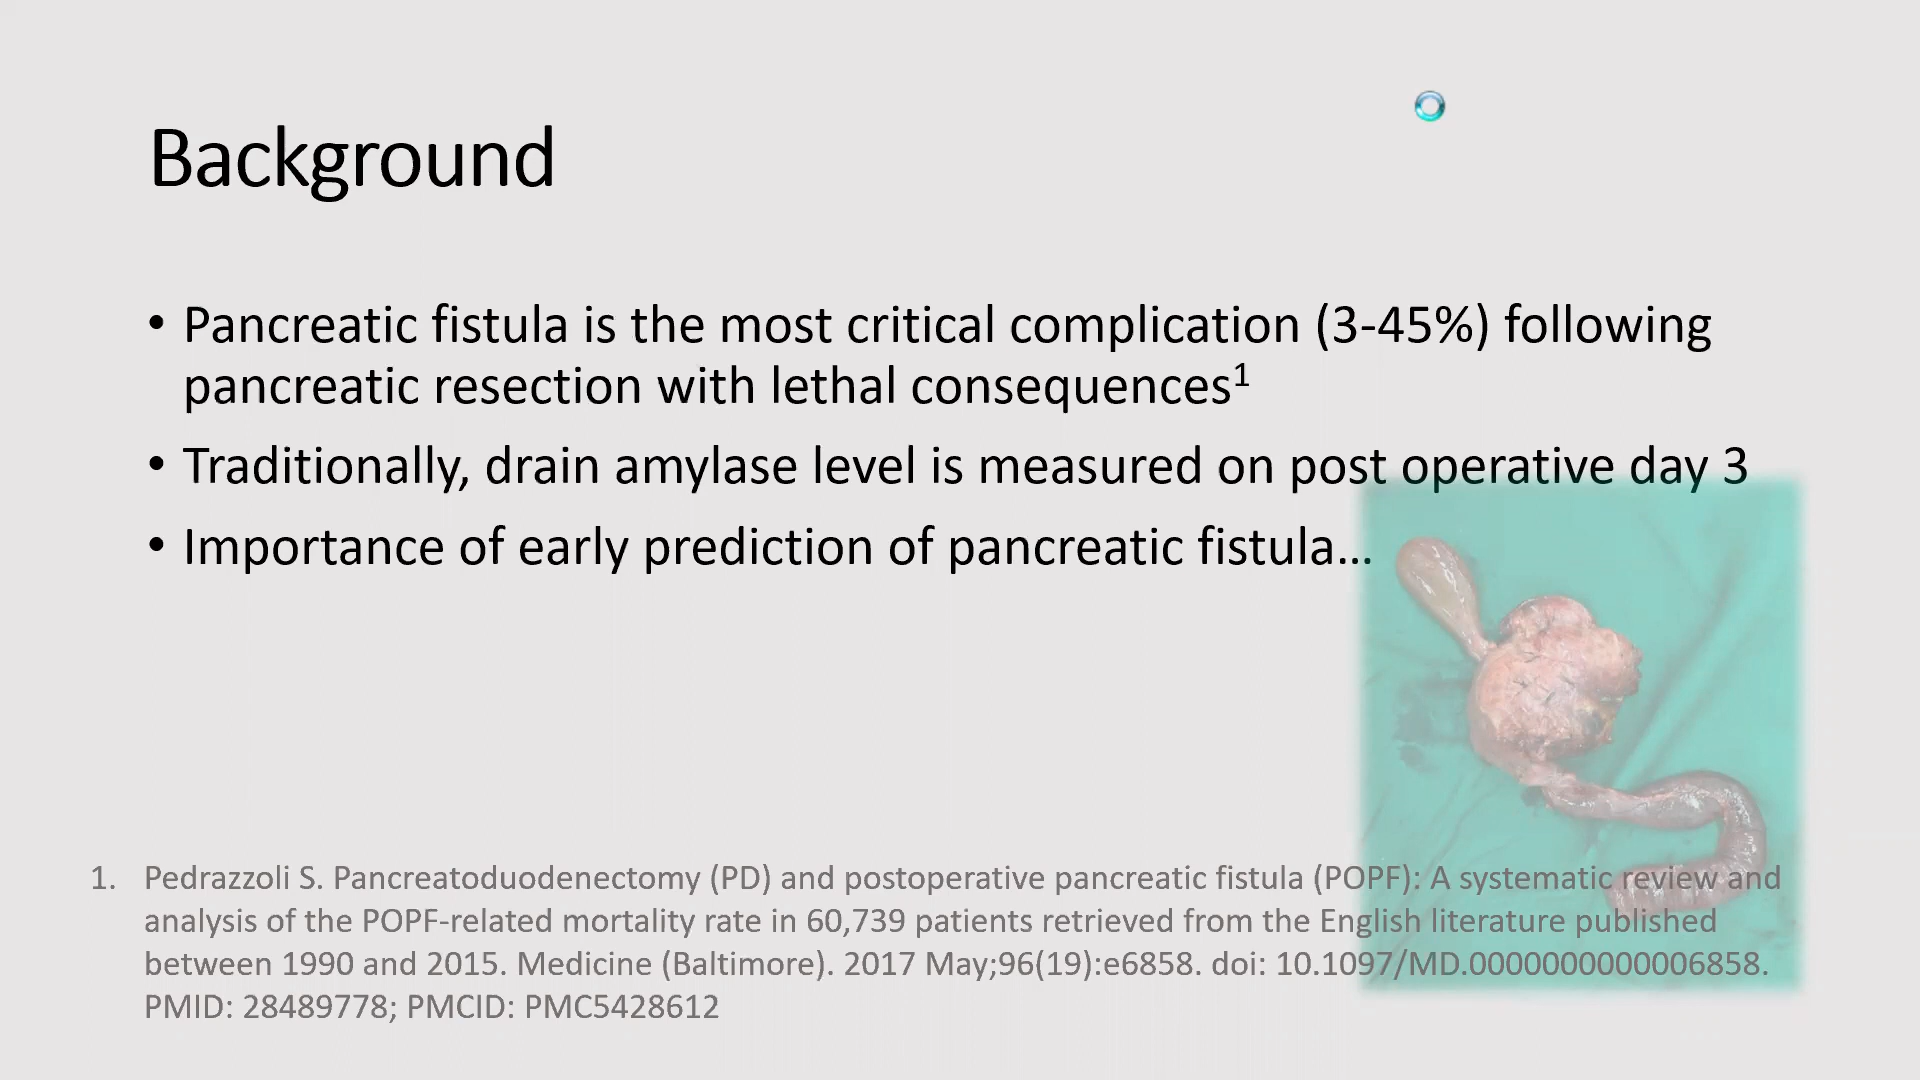 Background
• Pancreatic fistula is the most critical complication (3-45%) following
pancreatic resection with lethal consequences¹
• Traditionally, drain amylase level is measured on post operative day 3
• Importance of early prediction of pancreatic fistula...
1. Pedrazzoli S. Pancreatoduodenectomy (PD) and postoperative pancreatic fistula (POPF): A systematic review and
analysis of the POPF-related mortality rate in 60,739 patients retrieved from the English literature published
between 1990 and 2015. Medicine (Baltimore). 2017 May;96(19):e6858. doi: 10.1097/MD.0000000000006858.
PMID: 28489778; PMCID: PMC5428612